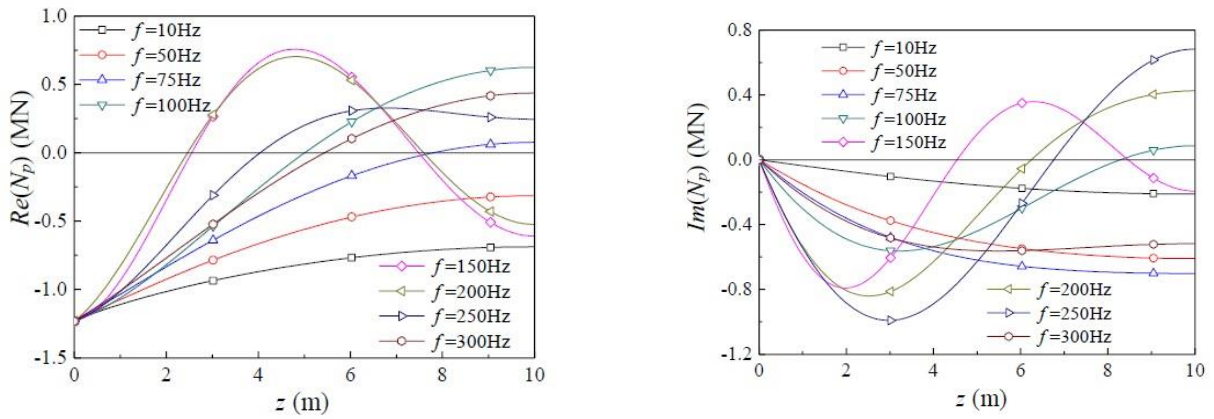 Re(Nₚ) (MN)
1.0
0.5
0.0
-0.5
-1.0
-1.5
f=10Hz
f=50Hz
f=75Hz
f=100Hz
f=150Hz
f=200Hz
f=250Hz
f=300Hz
0 2 4 6 8 10
z (m)
Im(Nₚ) (MN)
0.8
0.4
0.0
-0.4
-0.8
-1.2
f=10Hz
f=50Hz
f=75Hz
f=100Hz
f=150Hz
f=200Hz
f=250Hz
f=300Hz
0 2 4 6 8 10
z (m)